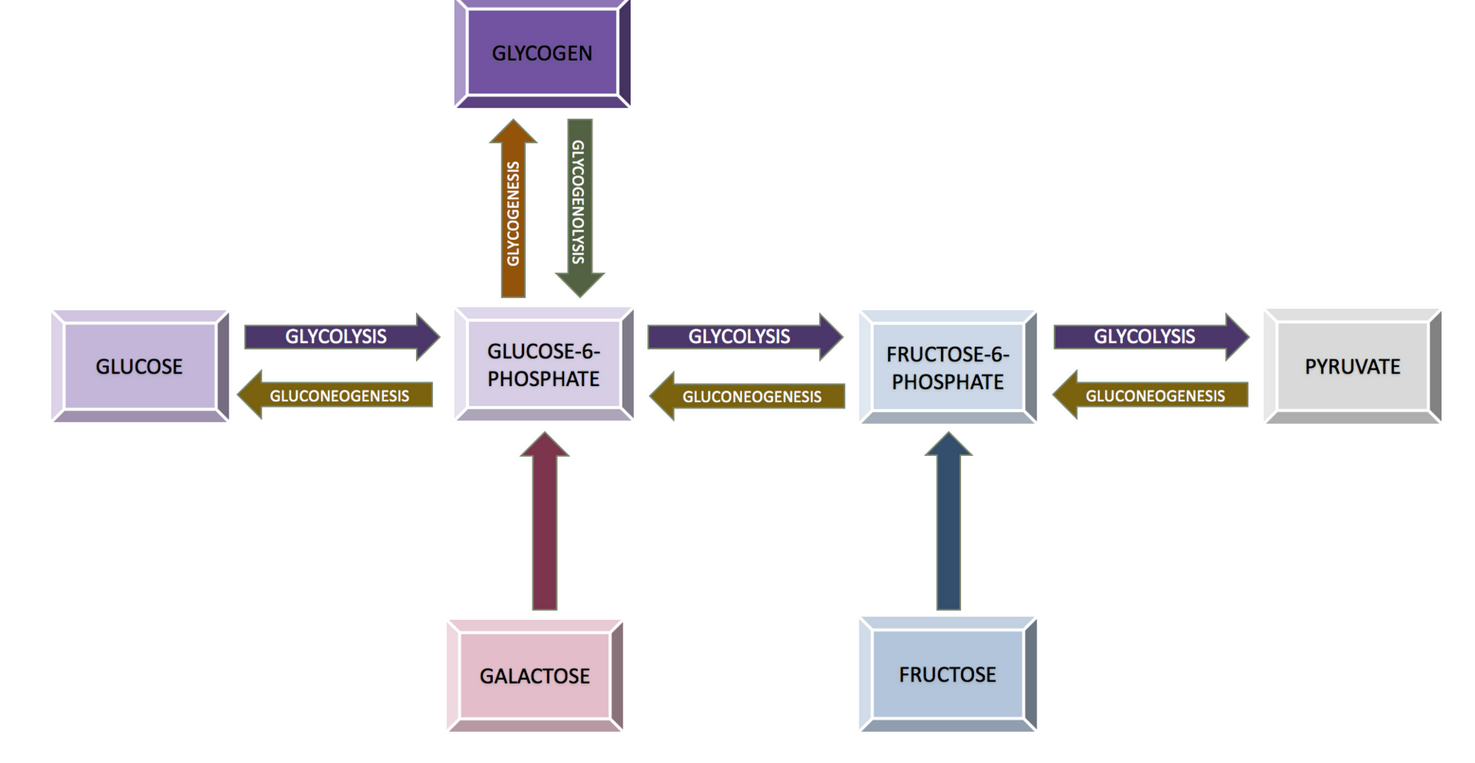 GLYCOGEN
GLYCOGENESIS
GLYCOGENOLYSIS
GLUCOSE
GLYCOLYSIS
GLUCONEOGENESIS
GLUCOSE-6-
PHOSPHATE
GLYCOLYSIS
GLUCONEOGENESIS
FRUCTOSE-6-
PHOSPHATE
GLYCOLYSIS
GLUCONEOGENESIS
PYRUVATE
GALACTOSE
FRUCTOSE